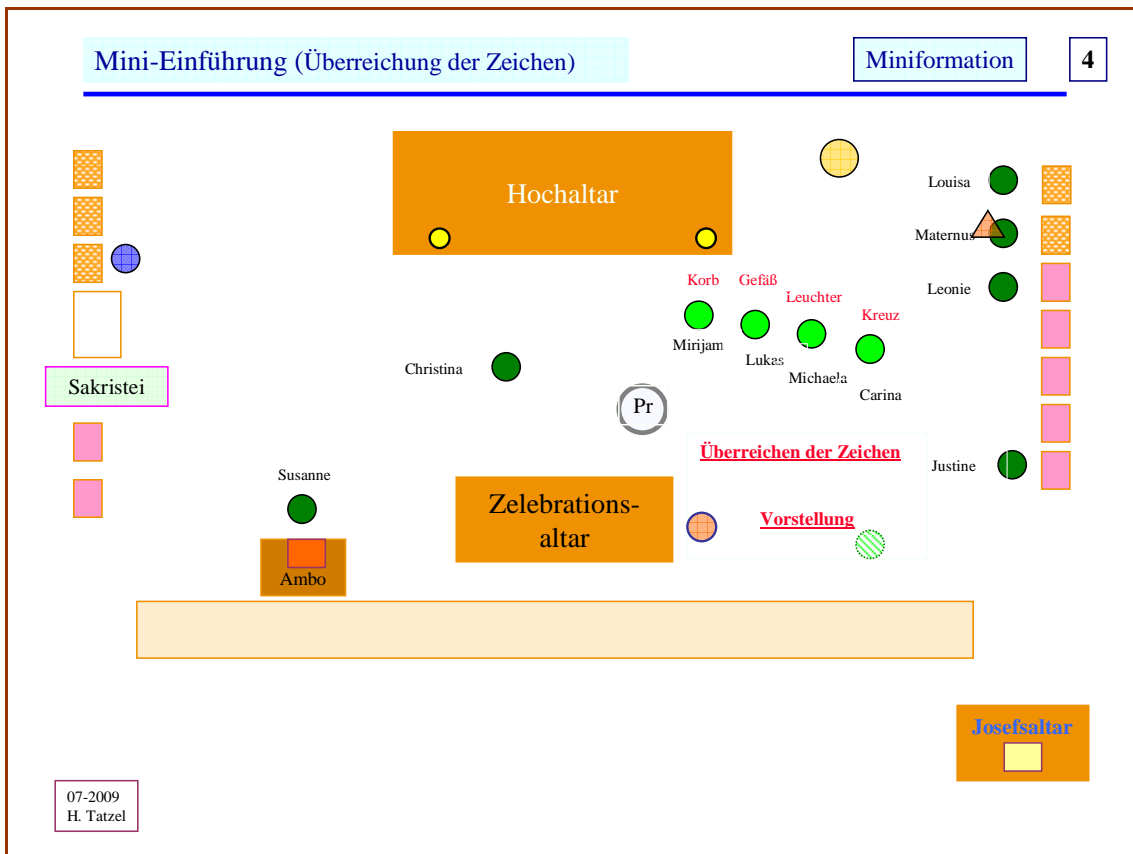 Mini-Einführung (Überreichung der Zeichen)
Miniformation
4
Hochaltar
Louisa
Maternus
Leonie
Korb
Gefäß
Leuchter
Kreuz
Mirijam
Lukas
Michaela
Carina
Christina
Sakristei
Pr
Überreichen der Zeichen
Justine
Susanne
Zelebrations-
altar
Vorstellung
Ambo
Josefsaltar
07-2009
H. Tatzel